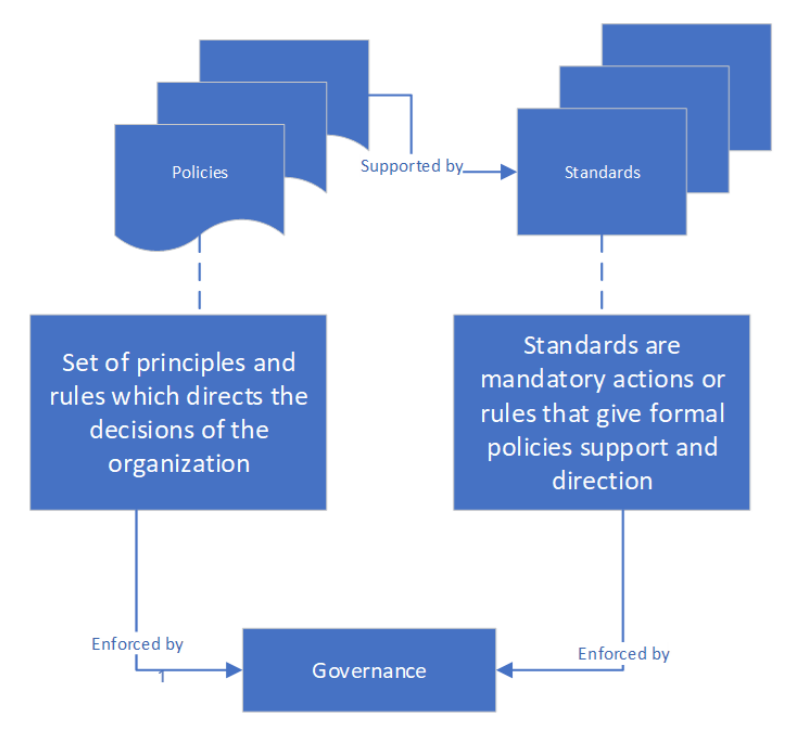 Policies
Supported by
Standards
Set of principles and
rules which directs the
decisions of the
organization
Standards are
mandatory actions or
rules that give formal
policies support and
direction
Enforced by
1
Enforced by
Governance